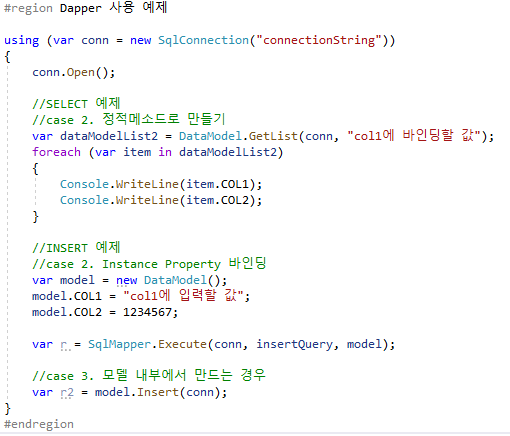 #region Dapper 사용 예제
using (var conn = new SqlConnection("connectionString"))
{
conn.Open();
//SELECT 예제
//case 2. 정적메소드로 만들기
var dataModelList2 = DataModel.GetList(conn, "col1에 바인딩할 값");
foreach (var item in dataModelList2)
{
Console.WriteLine(item.COL1);
Console.WriteLine(item.COL2);
}
//INSERT 예제
//case 2. Instance Property 바인딩
var model = new DataModel();
model.COL1 = "col1에 입력할 값";
model.COL2 = 1234567;
var r = SqlMapper.Execute(conn, insertQuery, model);
//case 3. 모델 내부에서 만드는 경우
var r2 = model.Insert(conn);
}
#endregion